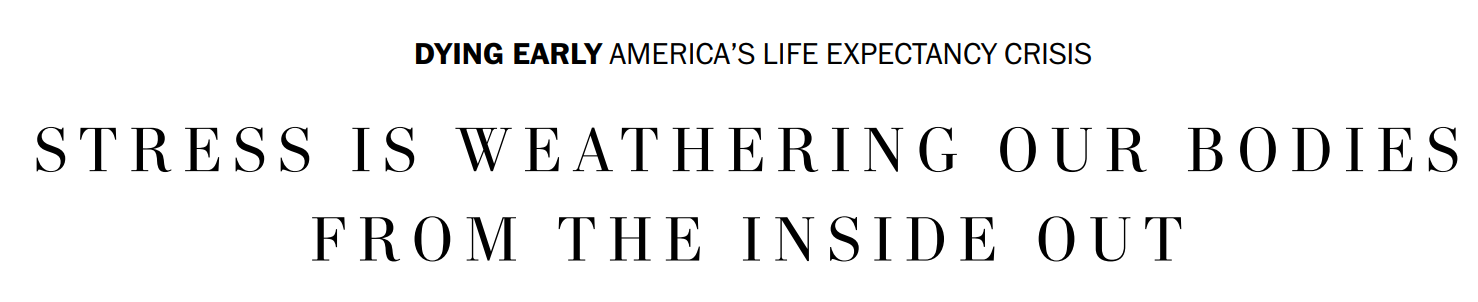 DYING EARLY AMERICA’S LIFE EXPECTANCY CRISIS
STRESS IS WEATHERING OUR BODIES
FROM THE INSIDE OUT